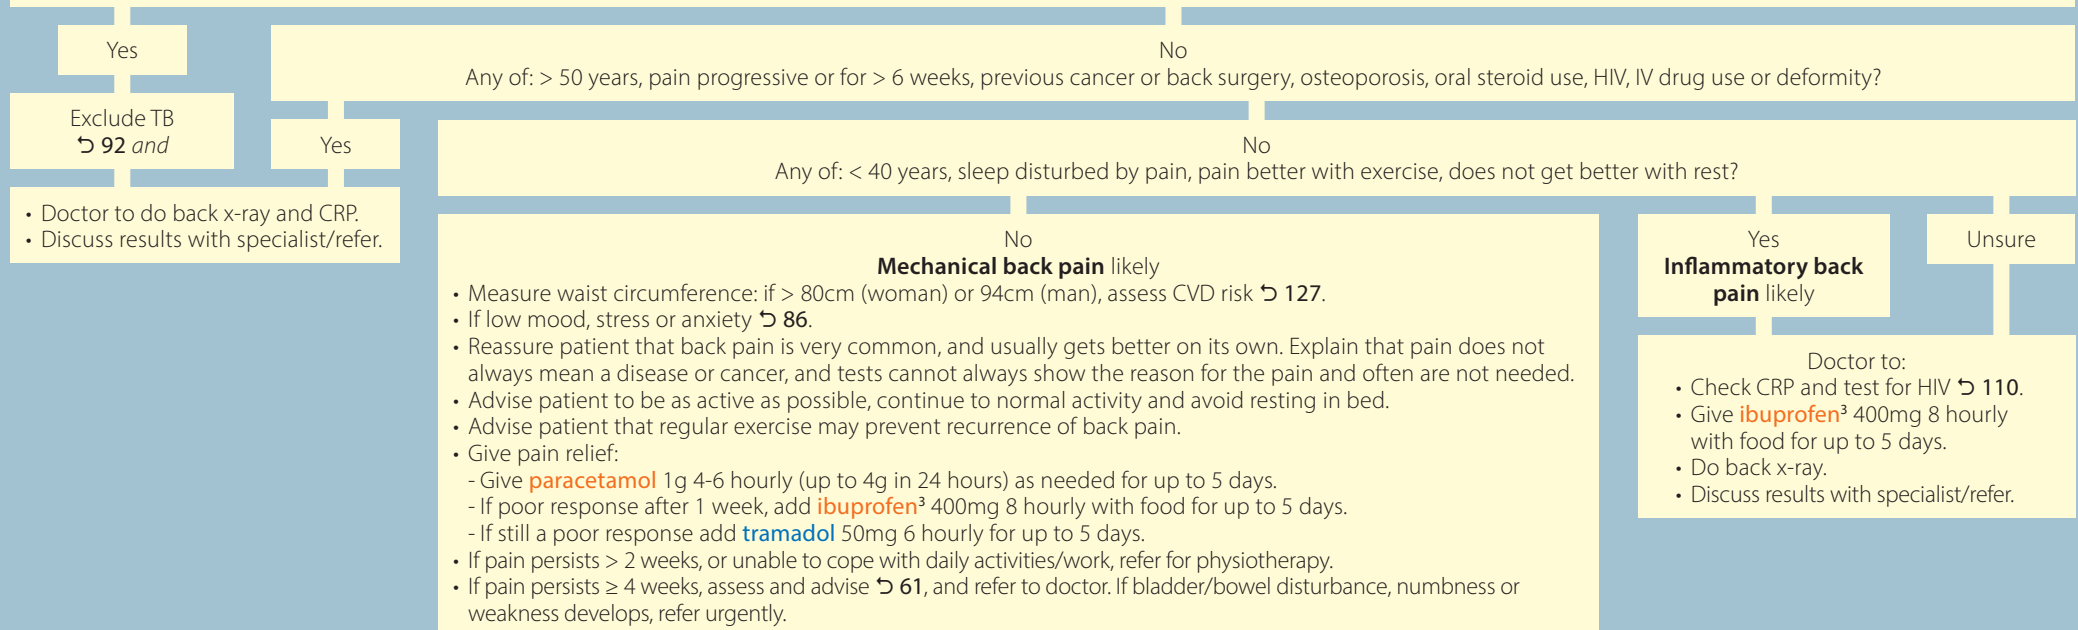 Yes
Exclude TB
⮌ 92 and
No
Any of: > 50 years, pain progressive or for > 6 weeks, previous cancer or back surgery, osteoporosis, oral steroid use, HIV, IV drug use or deformity?
Yes
• Doctor to do back x-ray and CRP.
• Discuss results with specialist/refer.
No
Any of: < 40 years, sleep disturbed by pain, pain better with exercise, does not get better with rest?
No
Mechanical back pain likely
• Measure waist circumference: if > 80cm (woman) or 94cm (man), assess CVD risk ⮌ 127.
• If low mood, stress or anxiety ⮌ 86.
• Reassure patient that back pain is very common, and usually gets better on its own. Explain that pain does not
always mean a disease or cancer, and tests cannot always show the reason for the pain and often are not needed.
• Advise patient to be as active as possible, continue to normal activity and avoid resting in bed.
• Advise patient that regular exercise may prevent recurrence of back pain.
• Give pain relief:
- Give paracetamol 1g 4-6 hourly (up to 4g in 24 hours) as needed for up to 5 days.
- If poor response after 1 week, add ibuprofen³ 400mg 8 hourly with food for up to 5 days.
- If still a poor response add tramadol 50mg 6 hourly for up to 5 days.
• If pain persists > 2 weeks, or unable to cope with daily activities/work, refer for physiotherapy.
• If pain persists ≥ 4 weeks, assess and advise ⮌ 61, and refer to doctor. If bladder/bowel disturbance, numbness or
weakness develops, refer urgently.
Yes
Inflammatory back
pain likely
Unsure
Doctor to:
• Check CRP and test for HIV ⮌ 110.
• Give ibuprofen³ 400mg 8 hourly
with food for up to 5 days.
• Do back x-ray.
• Discuss results with specialist/refer.